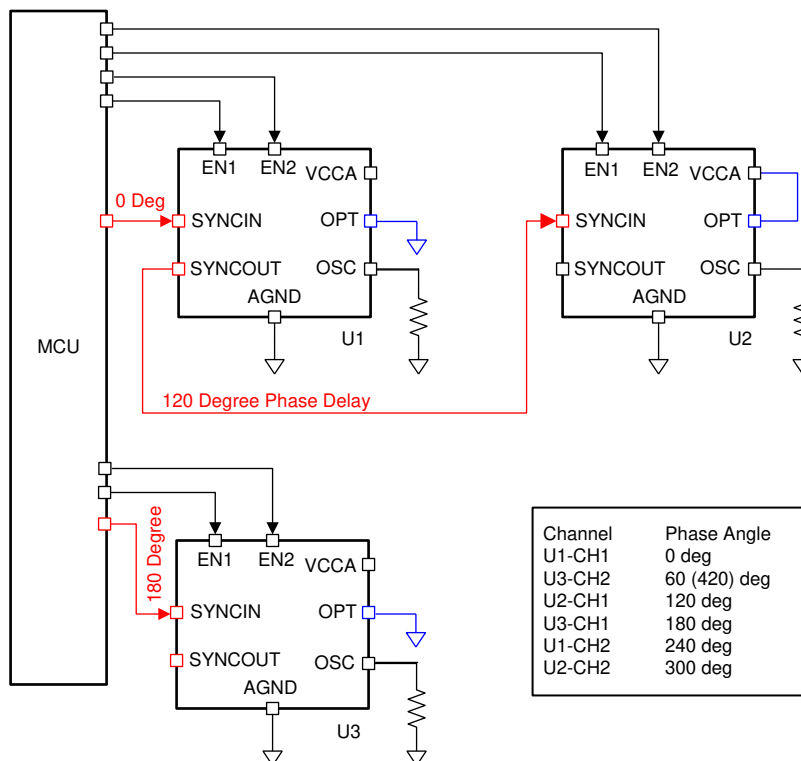 MCU
EN1
EN2
VCCA
0 Deg
SYNCIN
OPT
SYNCOUT
OSC
AGND
U1
EN1
EN2
VCCA
SYNCIN
OPT
SYNCOUT
OSC
AGND
U2
120 Degree Phase Delay
180 Degree
EN1
EN2
VCCA
SYNCIN
OPT
SYNCOUT
OSC
AGND
U3
Channel Phase Angle
U1-CH1 0 deg
U3-CH2 60 (420) deg
U2-CH1 120 deg
U3-CH1 180 deg
U1-CH2 240 deg
U2-CH2 300 deg